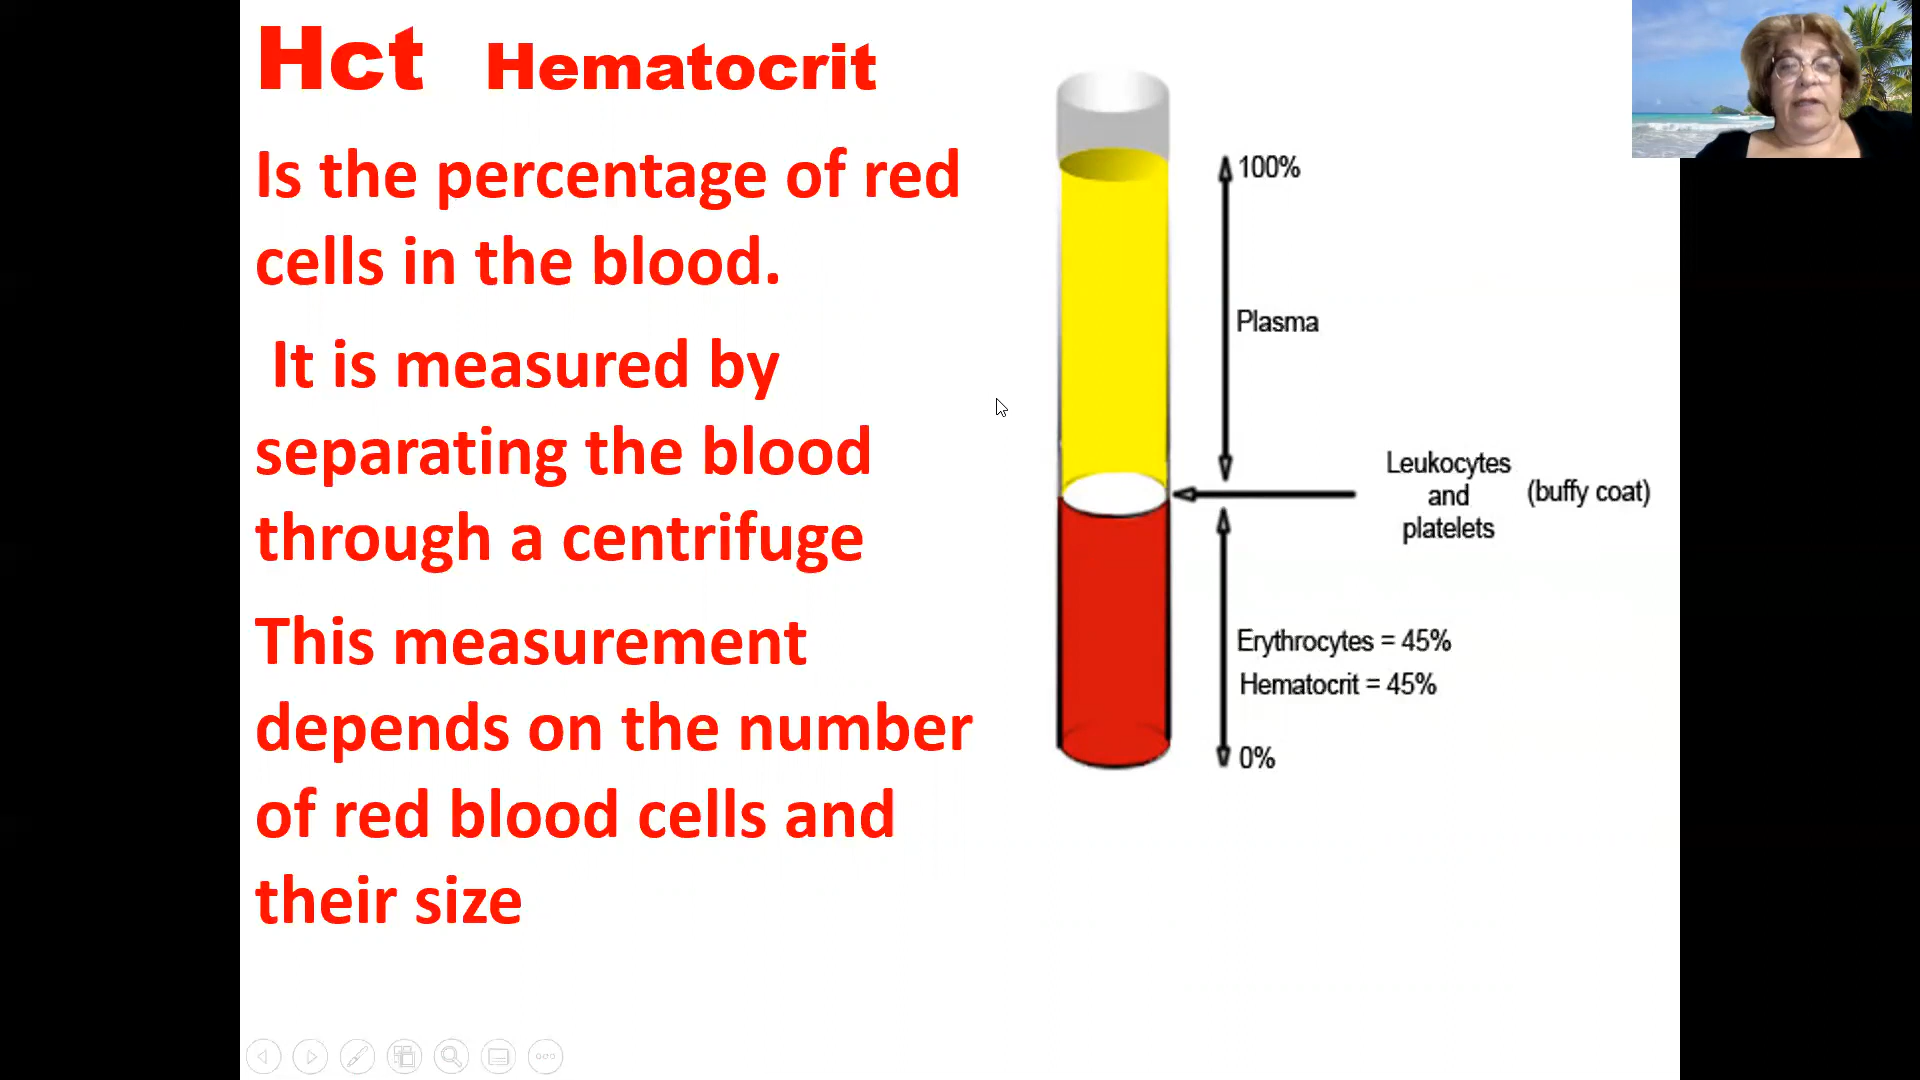 Hct Hematocrit
Is the percentage of red
cells in the blood.
It is measured by
separating the blood
through a centrifuge
This measurement
depends on the number
of red blood cells and
their size
100%
Plasma
Leukocytes
and
platelets
(buffy coat)
Erythrocytes = 45%
Hematocrit = 45%
0%